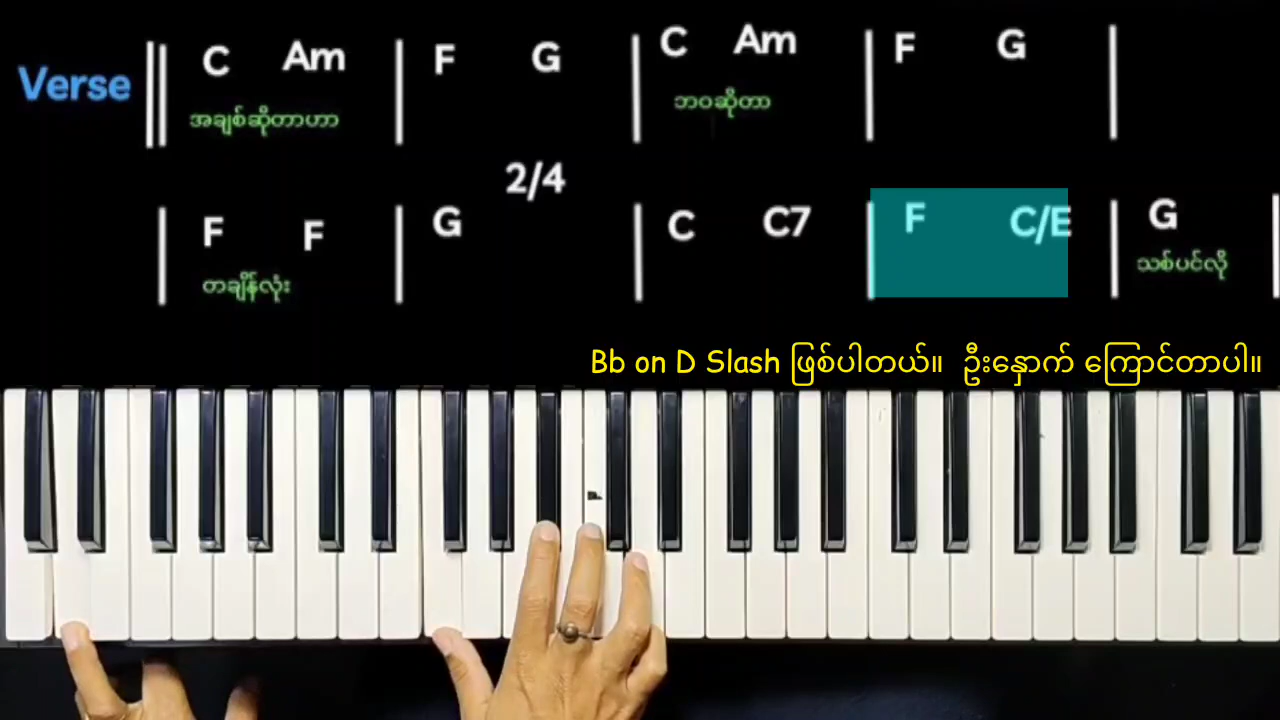 Verse C Am F G C Am F G
အချစ်ဆိုတာဟာ ဘဝဆိုတာ
2/4
F F G C C7 F C/E G
တချိန်လုံး သစ်ပင်လို
Bb on D Slash ဖြစ်ပါတယ်။ ဦးနှောက် ကြောင်တာပါ။